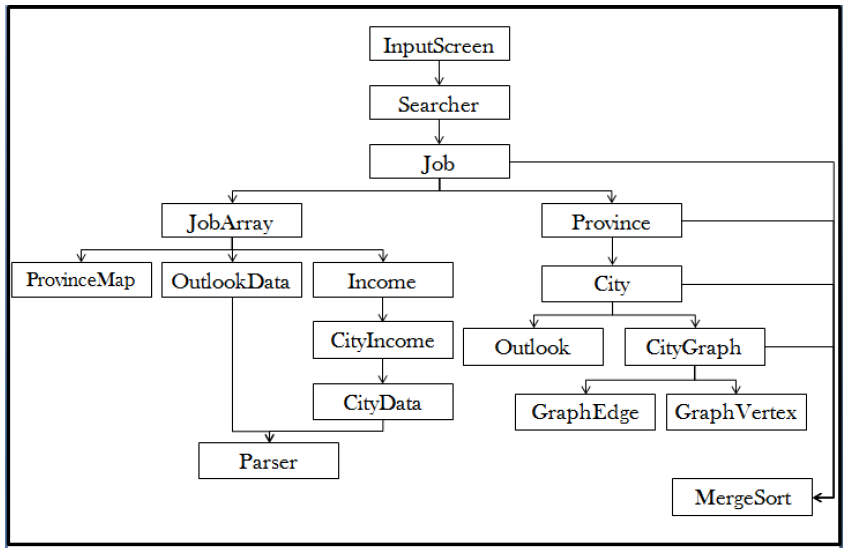 InputScreen
Searcher
Job
JobArray
Province
ProvinceMap
OutlookData
Income
City
CityIncome
Outlook
CityGraph
CityData
GraphEdge
GraphVertex
Parser
MergeSort